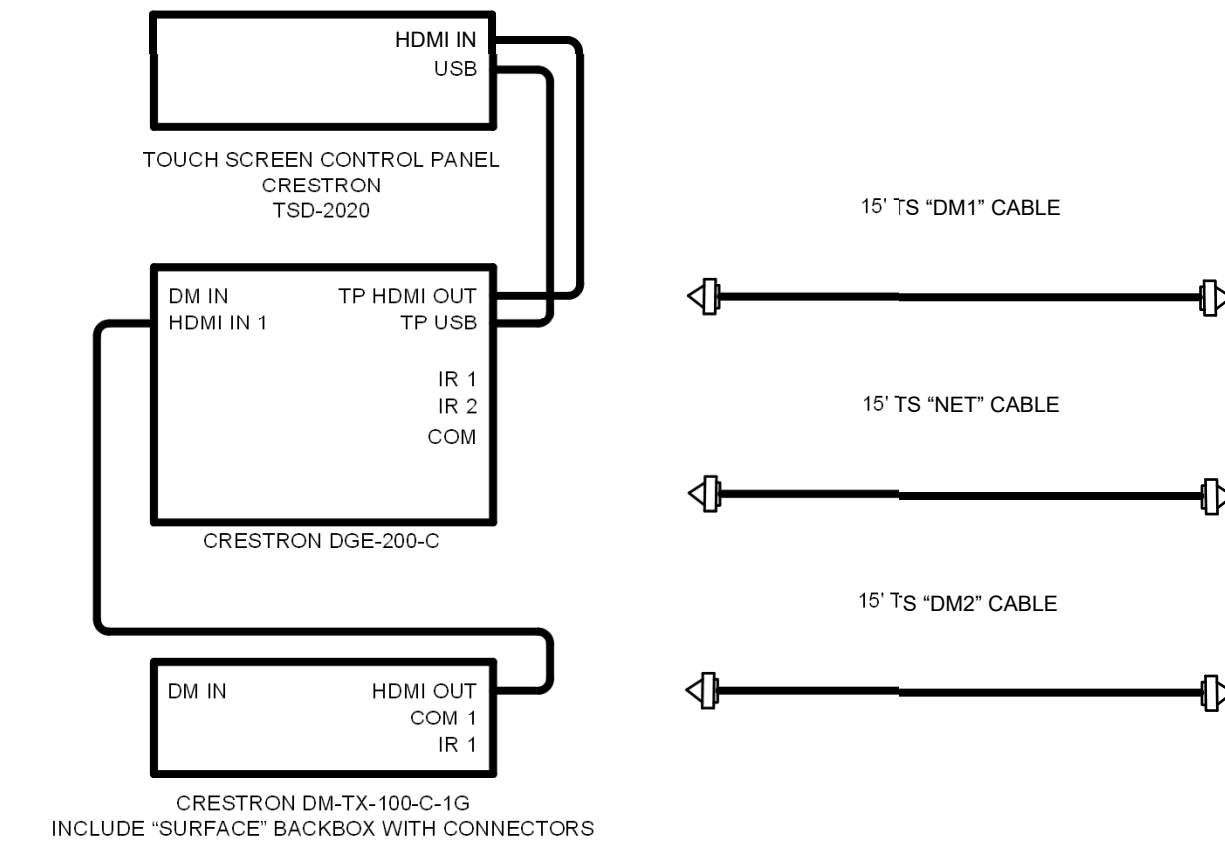 HDMI IN
USB
TOUCH SCREEN CONTROL PANEL
CRESTRON
TSD-2020
DM IN
TP HDMI OUT
HDMI IN 1
TP USB
IR 1
IR 2
COM
CRESTRON DGE-200-C
DM IN
HDMI OUT
COM 1
IR 1
CRESTRON DM-TX-100-C-1G
INCLUDE “SURFACE” BACKBOX WITH CONNECTORS
15' TS “DM1” CABLE
15' TS “NET” CABLE
15' TS “DM2” CABLE